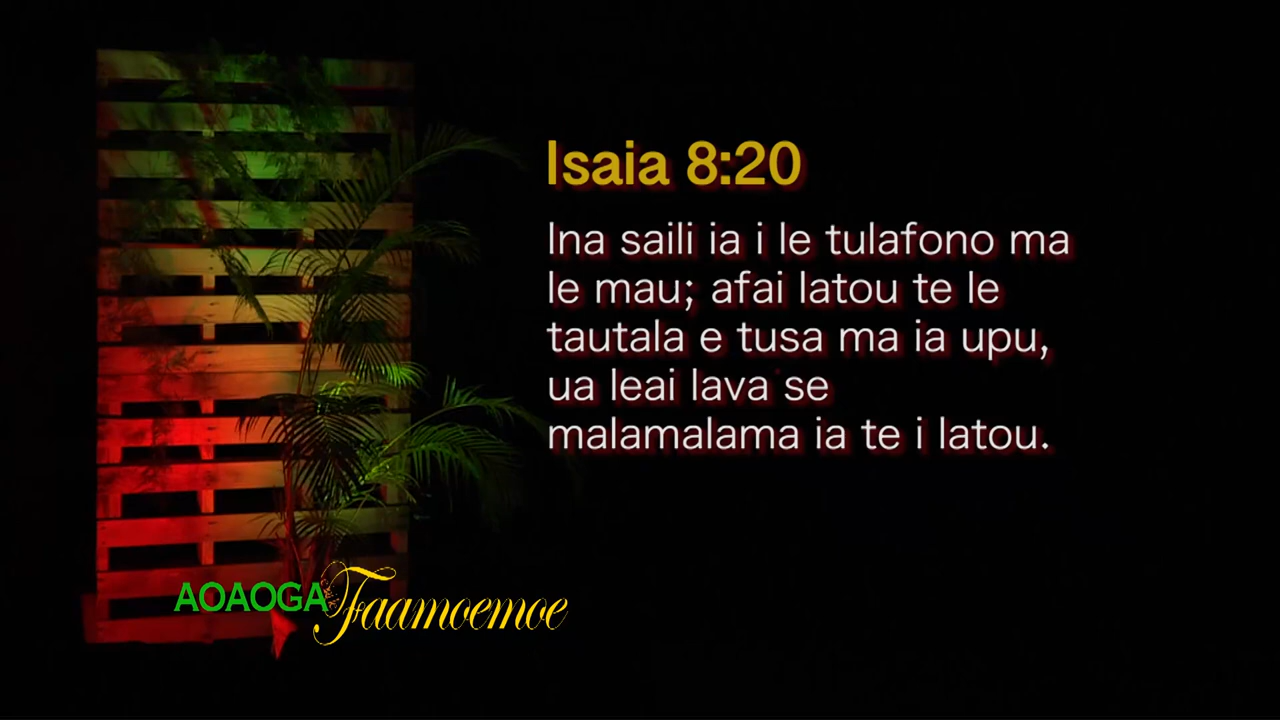 Isaia 8:20
Ina saili ia i le tulafono ma
le mau; afai latou te le
tautala e tusa ma ia upu,
ua leai lava se
malamalama ia te i latou.
AOAOGA Faamoemoe